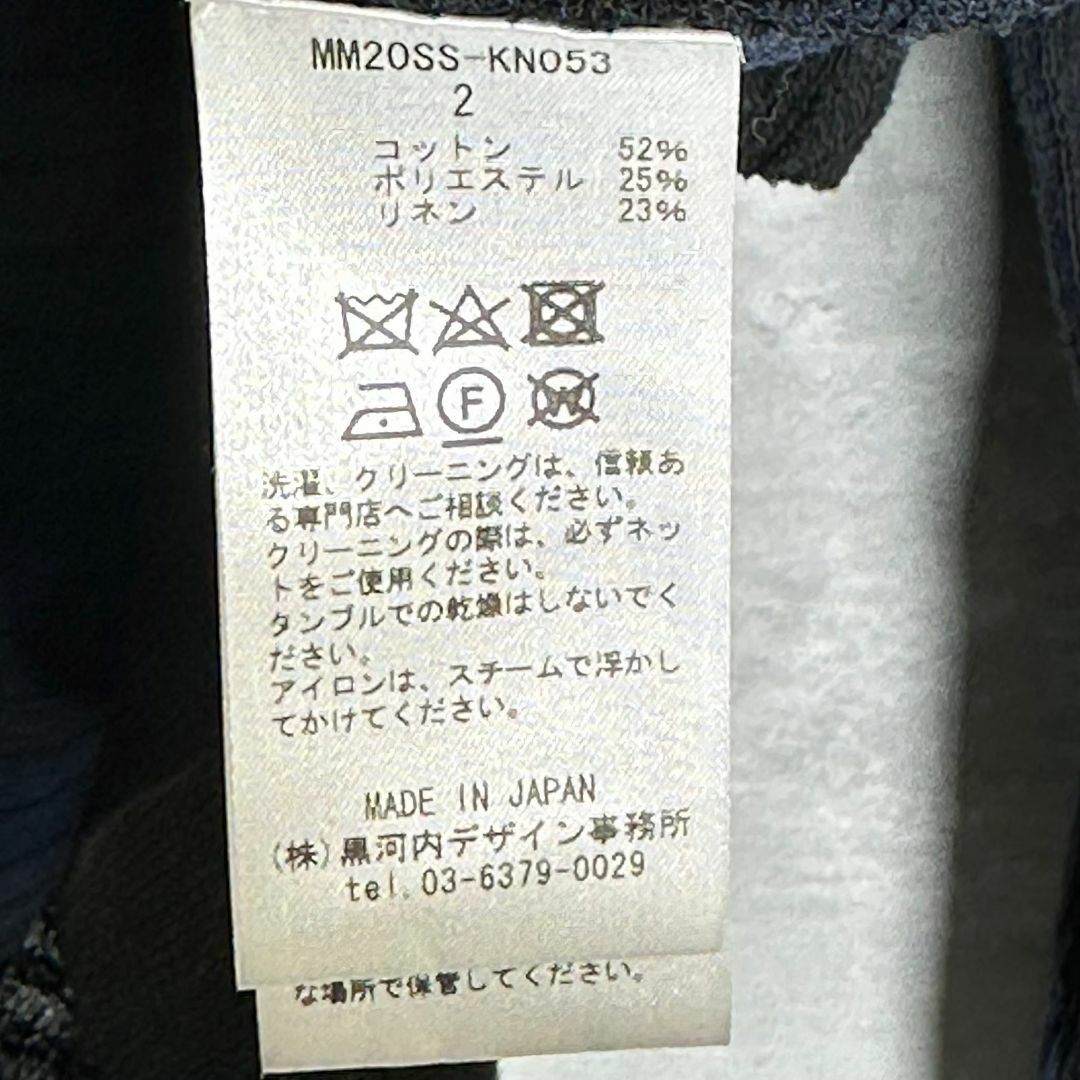 MM20SS-KN053
2
コットン 52%
ポリエステル 25%
リネン 23%
F
W
洗濯、クリーニングは、信頼あ
る専門店へご相談ください。
クリーニングの際は、必ずネッ
トをご使用ください。
タンブルでの乾燥はしないでく
ださい。
アイロンは、スチームで浮かし
てかけてください。
MADE IN JAPAN
(株)黒河内デザイン事務所
tel. 03-6379-0029
な場所で保管してください。